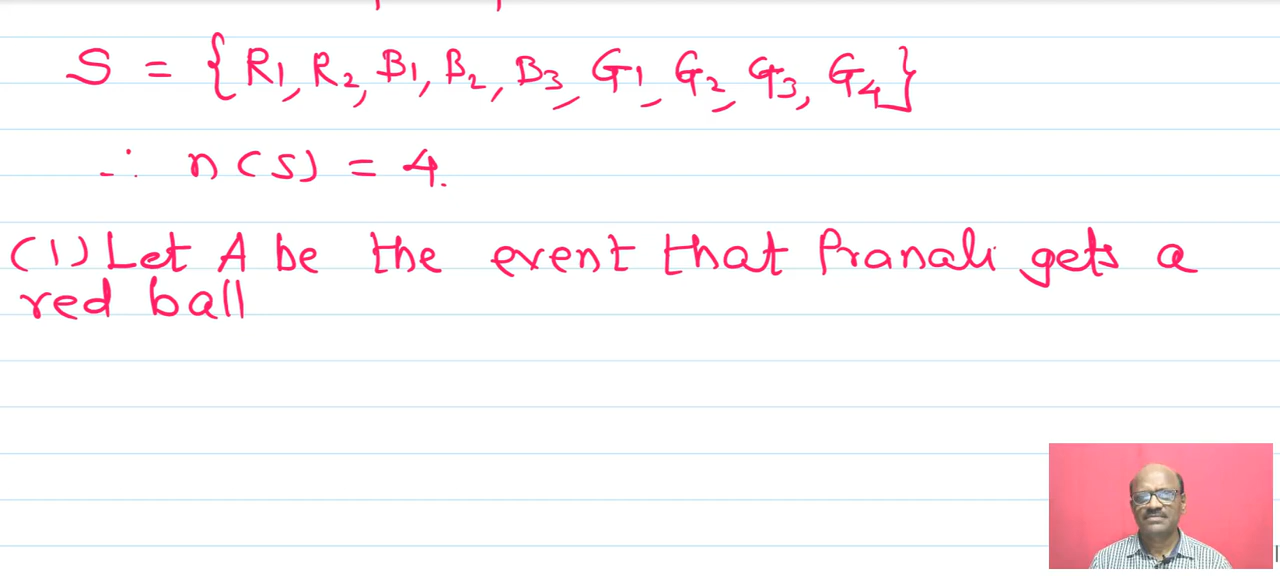 S = {R1, R2, B1, B2, B3, G1, G2, G3, G4}
∴ n(S) = 4.
(1) Let A be the event that Pranali gets a
red ball